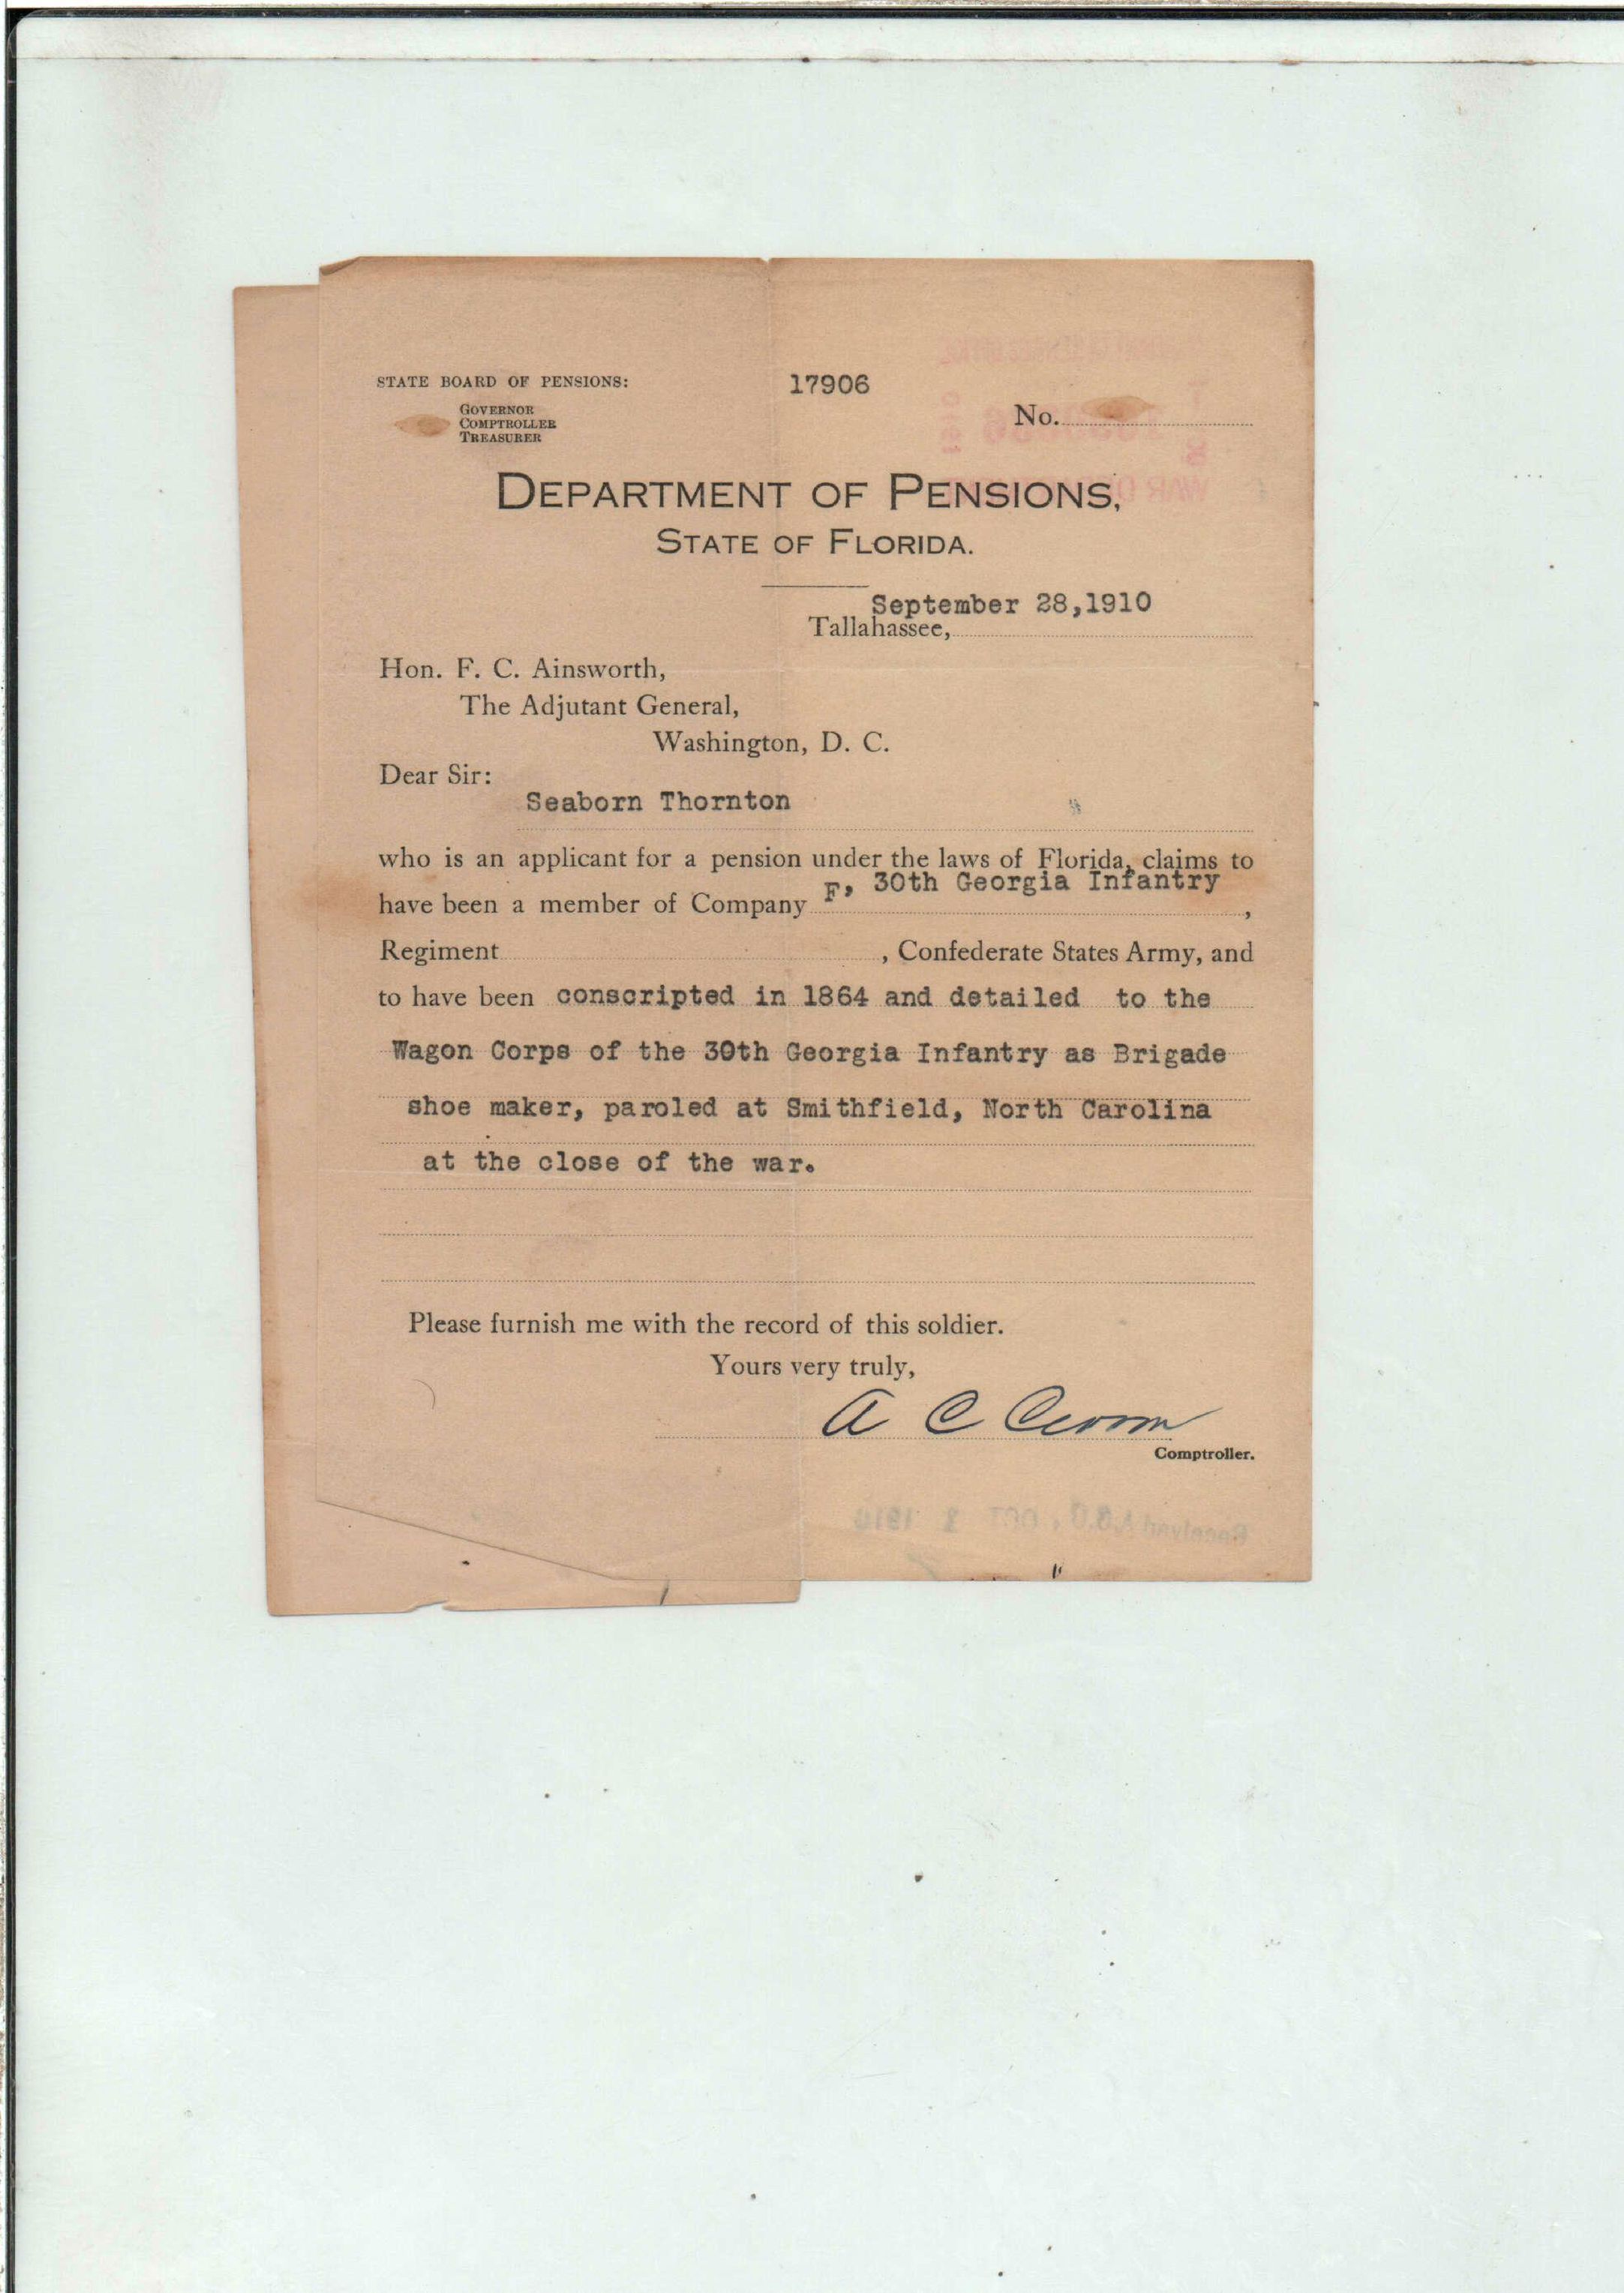 STATE BOARD OF PENSIONS:
GOVERNOR
COMPTROLLER
TREASURER
17906
No.
DEPARTMENT OF PENSIONS,
STATE OF FLORIDA.
September 28,1910
Tallahassee,
Hon. F. C. Ainsworth,
The Adjutant General,
Washington, D. C.
Dear Sir:
Seaborn Thornton
who is an applicant for a pension under the laws of Florida, claims to
have been a member of Company F, 30th Georgia Infantry,
Regiment , Confederate States Army, and
to have been conscripted in 1864 and detailed to the
Wagon Corps of the 30th Georgia Infantry as Brigade
shoe maker, paroled at Smithfield, North Carolina
at the close of the war.
Please furnish me with the record of this soldier.
Yours very truly,
A C Croom
Comptroller.